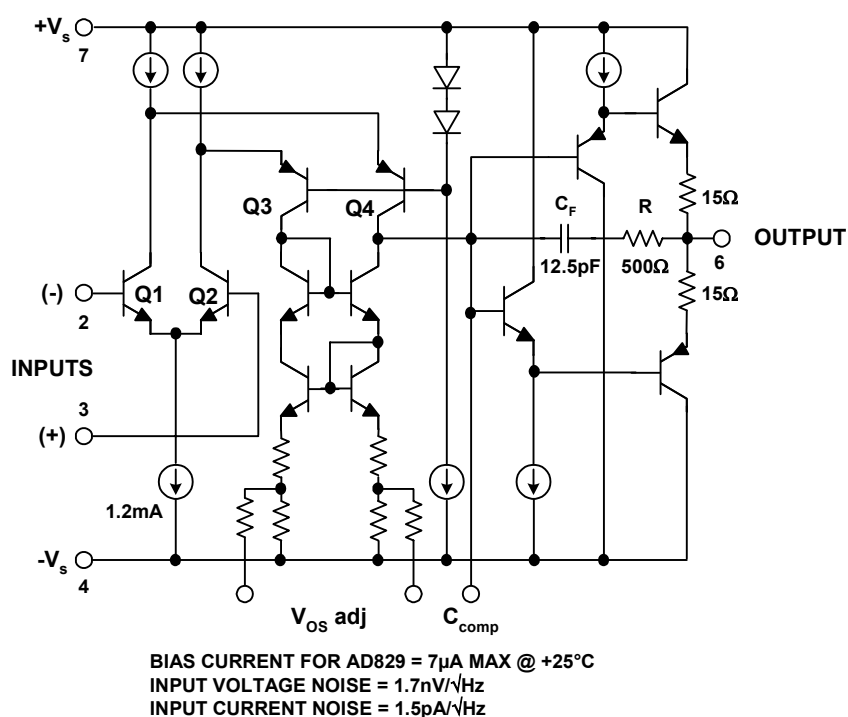 +Vs
7
Q3
Q4
CF
R
15Ω
12.5pF
500Ω
6
OUTPUT
(-)
2
Q1
Q2
15Ω
INPUTS
3
(+)
1.2mA
-Vs
4
VOS adj
Ccomp
BIAS CURRENT FOR AD829 = 7µA MAX @ +25°C
INPUT VOLTAGE NOISE = 1.7nV/√Hz
INPUT CURRENT NOISE = 1.5pA/√Hz